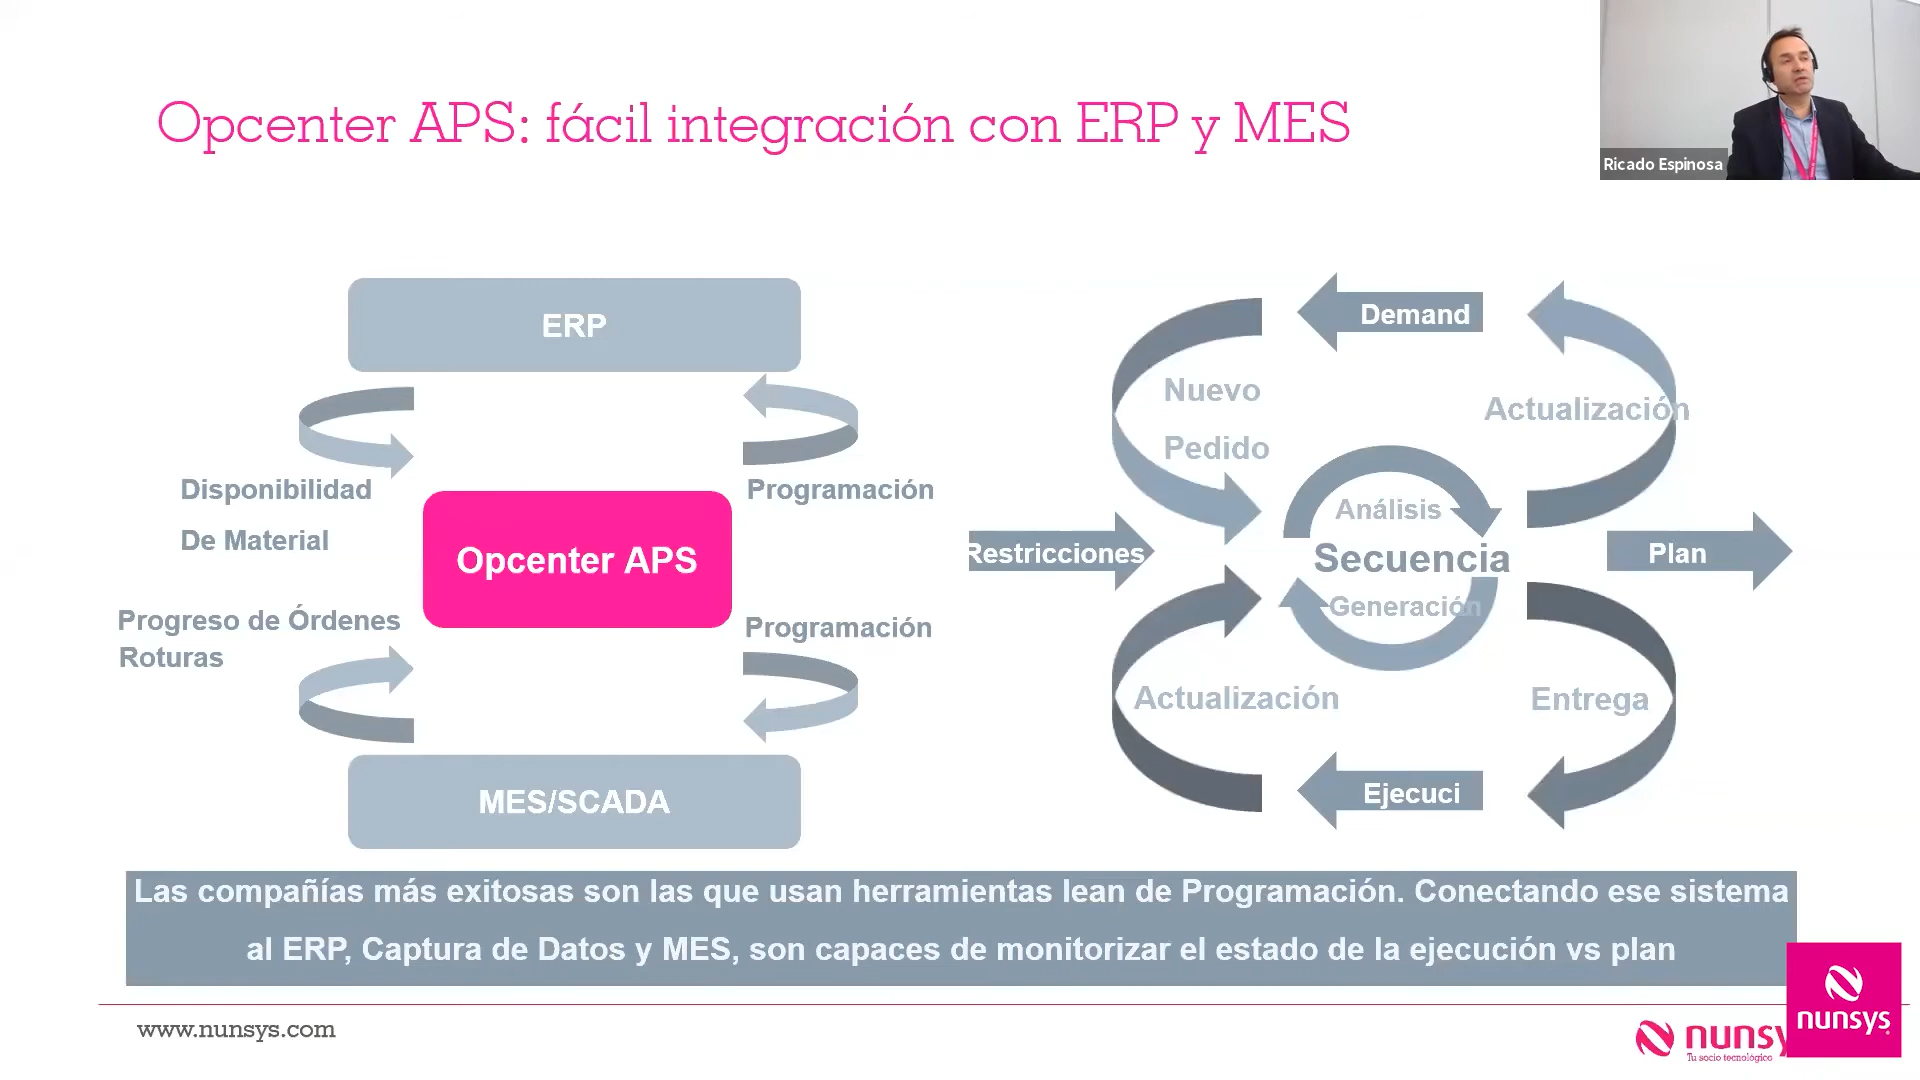 Opcenter APS: fácil integración con ERP y MES
Ricado Espinosa
ERP
Disponibilidad
De Material
Programación
Opcenter APS
Progreso de Órdenes
Roturas
Programación
MES/SCADA
Demand
Nuevo
Pedido
Actualización
Restricciones
Análisis
Secuencia
Generación
Plan
Actualización
Entrega
Ejecuci
Las compañías más exitosas son las que usan herramientas lean de Programación. Conectando ese sistema
al ERP, Captura de Datos y MES, son capaces de monitorizar el estado de la ejecución vs plan
www.nunsys.com
nunsy
Tu socio tecnológico
nunsys